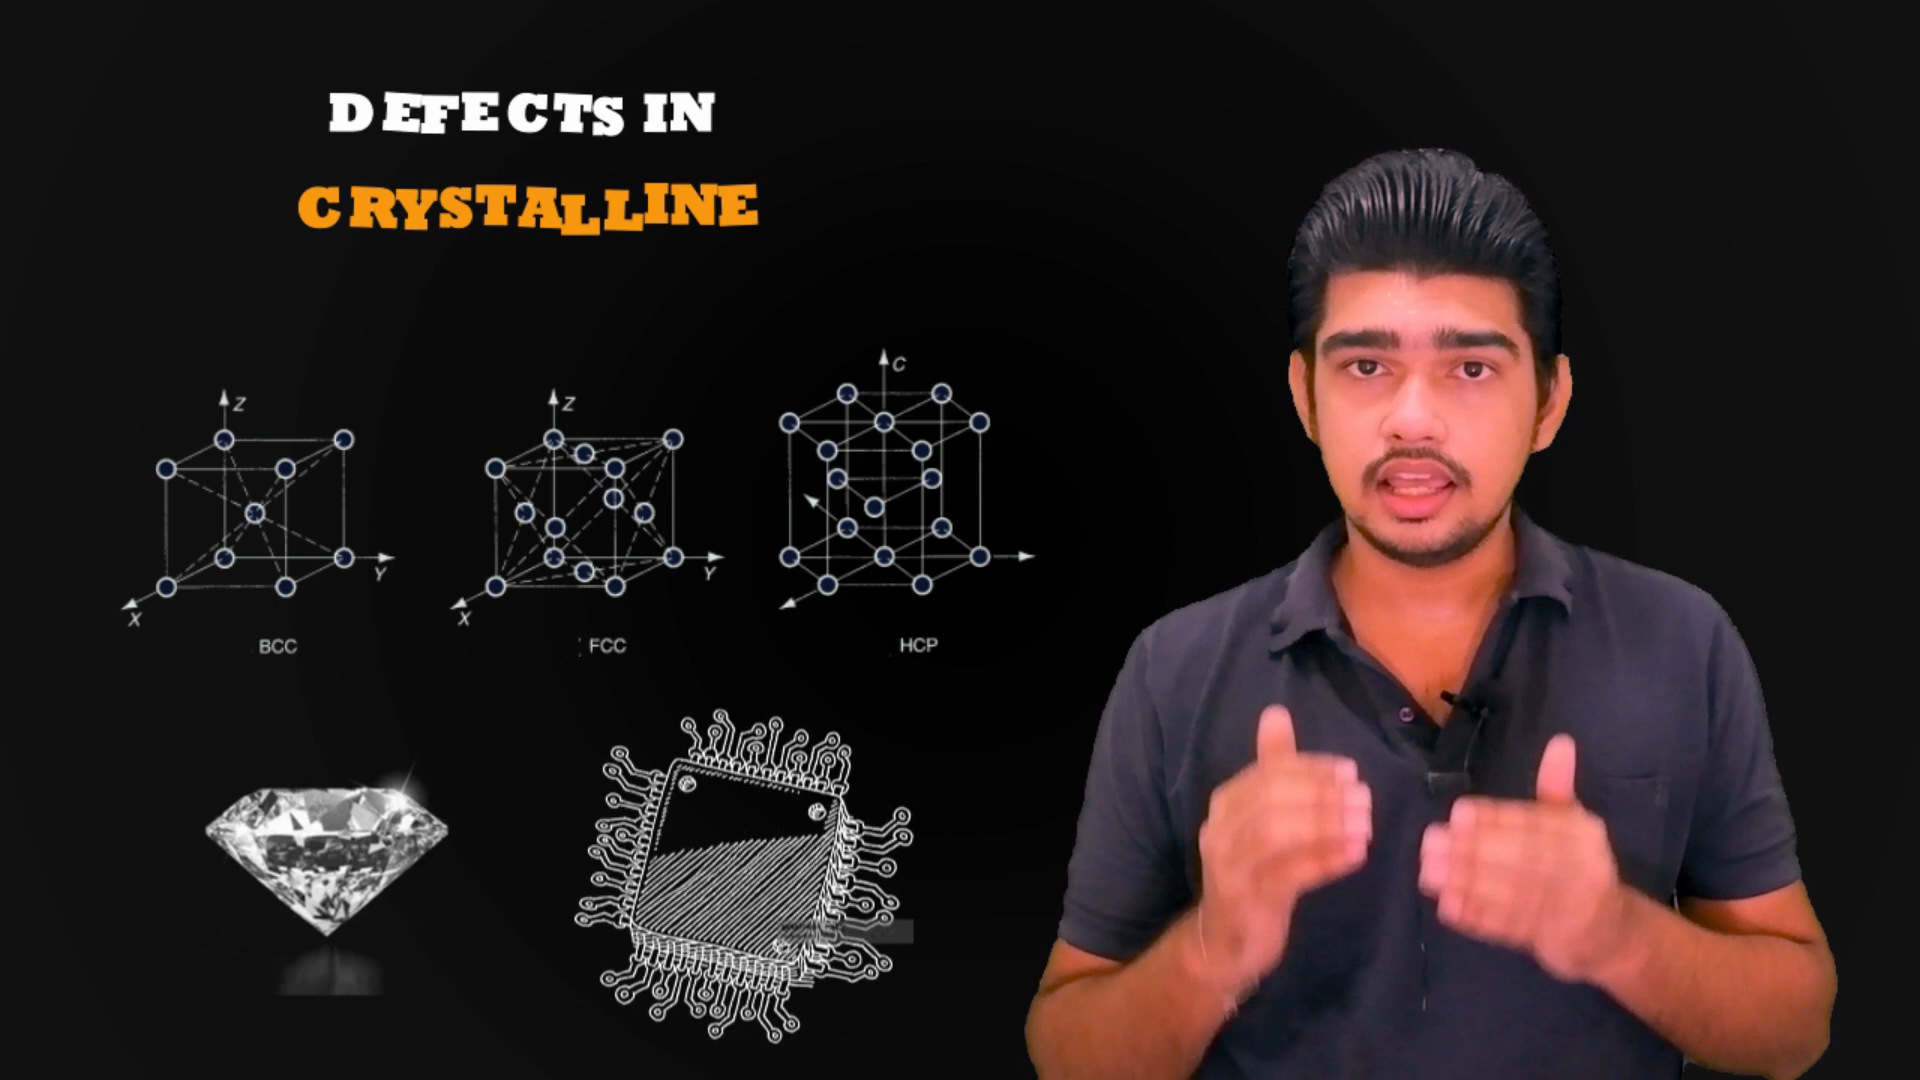 DEFECTS IN
CRYSTALLINE
C
Z
Z
Y
Y
X
X
BCC
FCC
HCP